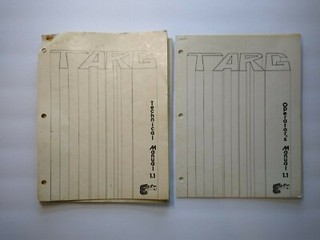 TARG
Technical Manual 1.1
TARG
Operator,s Manual 1.1